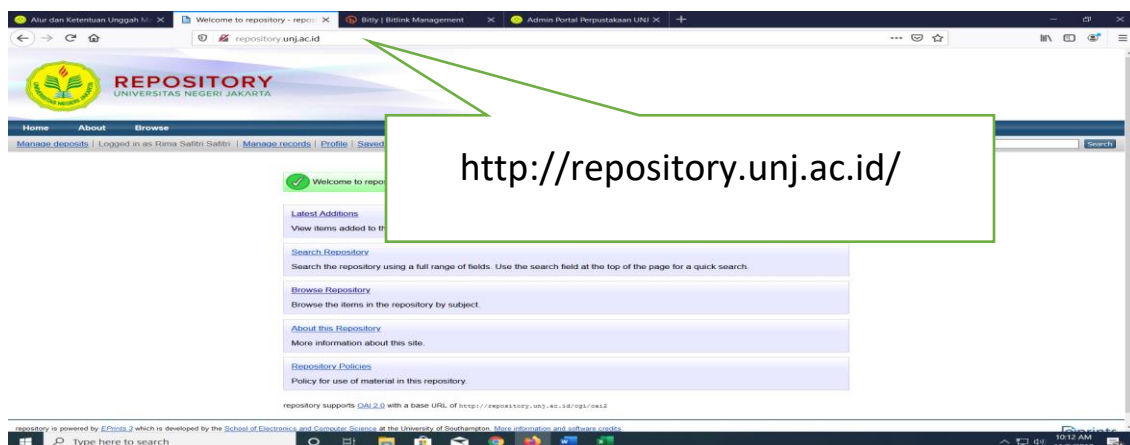 Alur dan Ketentuan Unggah M
Welcome to repository - repos
Bitly | Bitlink Management
Admin Portal Perpustakaan UNJ
repository.unj.ac.id
REPOSITORY
UNIVERSITAS NEGERI JAKARTA
Home About Browse
Manage deposits | Logged in as Rima Safitri Safitri | Manage records | Profile | Saved
Search
http://repository.unj.ac.id/
Welcome to repo
Latest Additions
View items added to th
Search Repository
Search the repository using a full range of fields. Use the search field at the top of the page for a quick search.
Browse Repository
Browse the items in the repository by subject.
About this Repository
More information about this site.
Repository Policies
Policy for use of material in this repository.
repository supports OAI 2.0 with a base URL of http://repository.unj.ac.id/cgi/oai2
repository is powered by EPrints 3 which is developed by the School of Electronics and Computer Science at the University of Southampton. More information and software credits.
Type here to search
10:12 AM